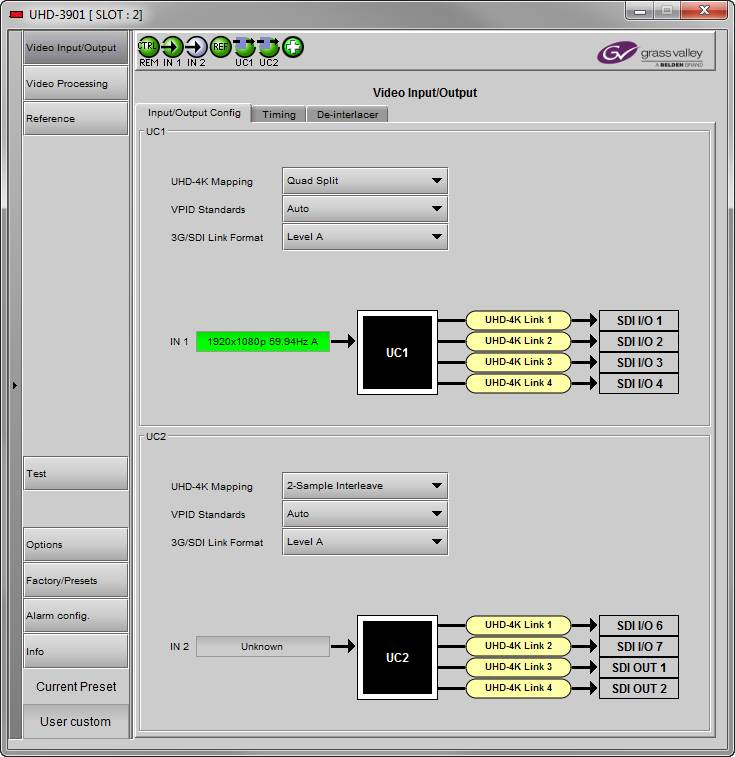 UHD-3901 [ SLOT : 2]
Video Input/Output
Video Processing
Reference
Test
Options
Factory/Presets
Alarm config.
Info
Current Preset
User custom
CTRL REF
REM IN 1 IN 2 UC1 UC2
GV grass valley
A BELDEN BRAND
Video Input/Output
Input/Output Config Timing De-interlacer
UC1
UHD-4K Mapping Quad Split
VPID Standards Auto
3G/SDI Link Format Level A
IN 1 1920x1080p 59.94Hz A UC1
UHD-4K Link 1 SDI I/O 1
UHD-4K Link 2 SDI I/O 2
UHD-4K Link 3 SDI I/O 3
UHD-4K Link 4 SDI I/O 4
UC2
UHD-4K Mapping 2-Sample Interleave
VPID Standards Auto
3G/SDI Link Format Level A
IN 2 Unknown UC2
UHD-4K Link 1 SDI I/O 6
UHD-4K Link 2 SDI I/O 7
UHD-4K Link 3 SDI OUT 1
UHD-4K Link 4 SDI OUT 2